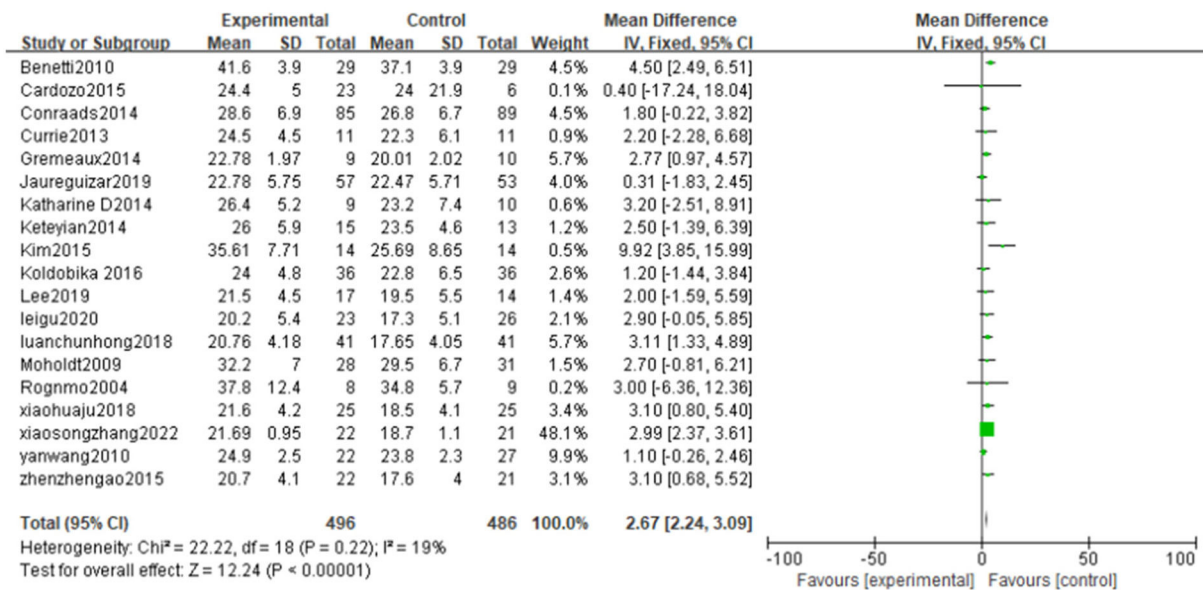 Experimental Control Mean Difference Mean Difference
Study or Subgroup Mean SD Total Mean SD Total Weight IV, Fixed, 95% CI IV, Fixed, 95% CI
Benetti2010 41.6 3.9 29 37.1 3.9 29 4.5% 4.50 [2.49, 6.51]
Cardozo2015 24.4 5 23 24 21.9 6 0.1% 0.40 [-17.24, 18.04]
Conraads2014 28.6 6.9 85 26.8 6.7 89 4.5% 1.80 [-0.22, 3.82]
Currie2013 24.5 4.5 11 22.3 6.1 11 0.9% 2.20 [-2.28, 6.68]
Gremeaux2014 22.78 1.97 9 20.01 2.02 10 5.7% 2.77 [0.97, 4.57]
Jaureguizar2019 22.78 5.75 57 22.47 5.71 53 4.0% 0.31 [-1.83, 2.45]
Katharine D2014 26.4 5.2 9 23.2 7.4 10 0.6% 3.20 [-2.51, 8.91]
Keteyian2014 26 5.9 15 23.5 4.6 13 1.2% 2.50 [-1.39, 6.39]
Kim2015 35.61 7.71 14 25.69 8.65 14 0.5% 9.92 [3.85, 15.99]
Koldobika 2016 24 4.8 36 22.8 6.5 36 2.6% 1.20 [-1.44, 3.84]
Lee2019 21.5 4.5 17 19.5 5.5 14 1.4% 2.00 [-1.59, 5.59]
leigu2020 20.2 5.4 23 17.3 5.1 26 2.1% 2.90 [-0.05, 5.85]
luanchunhong2018 20.76 4.18 41 17.65 4.05 41 5.7% 3.11 [1.33, 4.89]
Moholdt2009 32.2 7 28 29.5 6.7 31 1.5% 2.70 [-0.81, 6.21]
Rognmo2004 37.8 12.4 8 34.8 5.7 9 0.2% 3.00 [-6.36, 12.36]
xiaohuaju2018 21.6 4.2 25 18.5 4.1 25 3.4% 3.10 [0.80, 5.40]
xiaosongzhang2022 21.69 0.95 22 18.7 1.1 21 48.1% 2.99 [2.37, 3.61]
yanwang2010 24.9 2.5 22 23.8 2.3 27 9.9% 1.10 [-0.26, 2.46]
zhenzhengao2015 20.7 4.1 22 17.6 4 21 3.1% 3.10 [0.68, 5.52]
Total (95% CI) 496 486 100.0% 2.67 [2.24, 3.09]
Heterogeneity: Chi² = 22.22, df = 18 (P = 0.22); I² = 19%
Test for overall effect: Z = 12.24 (P < 0.00001)
-100 -50 0 50 100
Favours [experimental] Favours [control]